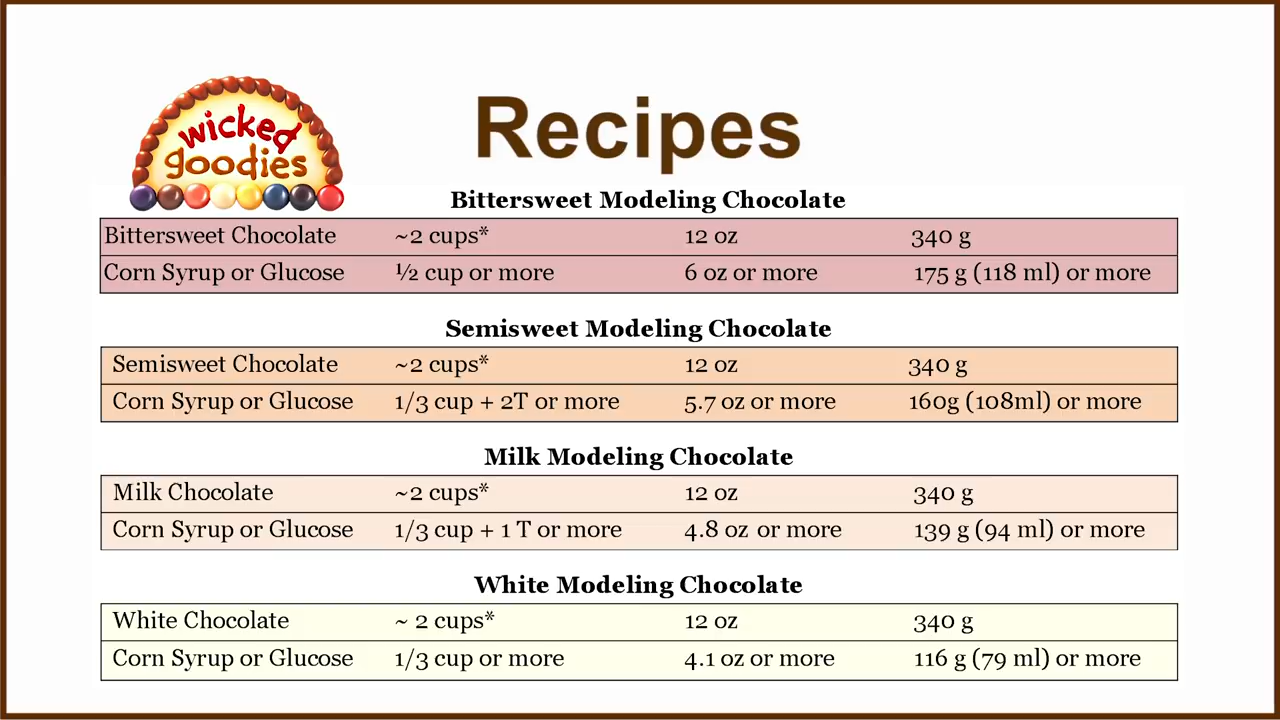 wicked
goodies
Recipes
Bittersweet Modeling Chocolate
Bittersweet Chocolate ~2 cups* 12 oz 340 g
Corn Syrup or Glucose ½ cup or more 6 oz or more 175 g (118 ml) or more
Semisweet Modeling Chocolate
Semisweet Chocolate ~2 cups* 12 oz 340 g
Corn Syrup or Glucose 1/3 cup + 2T or more 5.7 oz or more 160g (108ml) or more
Milk Modeling Chocolate
Milk Chocolate ~2 cups* 12 oz 340 g
Corn Syrup or Glucose 1/3 cup + 1 T or more 4.8 oz or more 139 g (94 ml) or more
White Modeling Chocolate
White Chocolate ~ 2 cups* 12 oz 340 g
Corn Syrup or Glucose 1/3 cup or more 4.1 oz or more 116 g (79 ml) or more